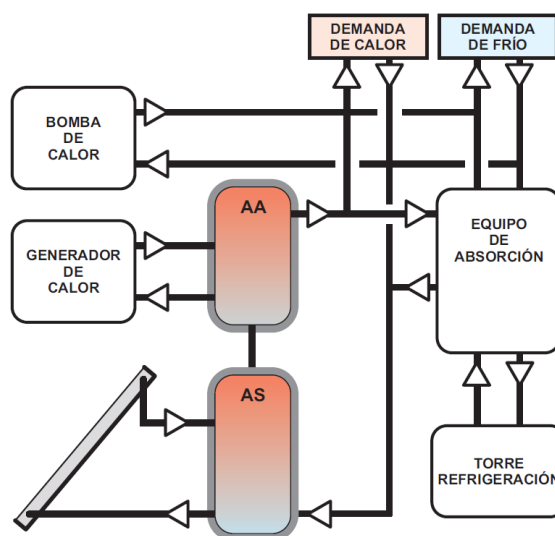 DEMANDA
DE CALOR
DEMANDA
DE FRÍO
BOMBA
DE
CALOR
AA
EQUIPO
DE
ABSORCIÓN
GENERADOR
DE
CALOR
AS
TORRE
REFRIGERACIÓN